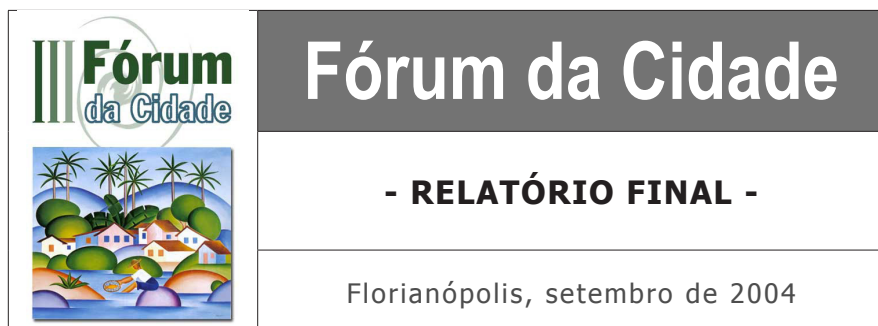 III Fórum
da Cidade
Fórum da Cidade
- RELATÓRIO FINAL -
Florianópolis, setembro de 2004